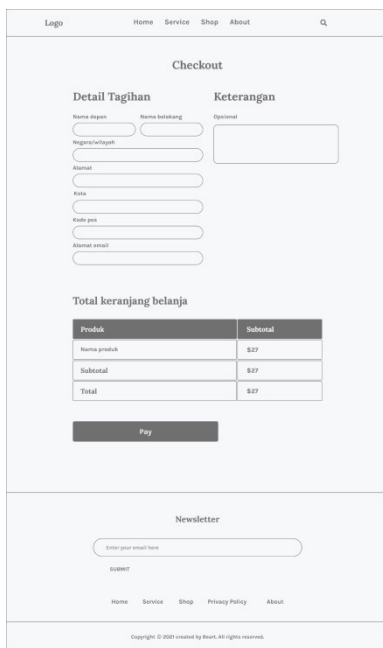 Logo Home Service Shop About
Checkout
Detail Tagihan Keterangan
Nama depan Nama belakang Opsional
Negara/wilayah
Alamat
Kota
Kode pos
Alamat email
Total keranjang belanja
Produk Subtotal
Nama produk $27
Subtotal $27
Total $27
Pay
Newsletter
Enter your email here
SUBMIT
Home Service Shop Privacy Policy About
Copyright © 2021 created by Beart. All rights reserved.